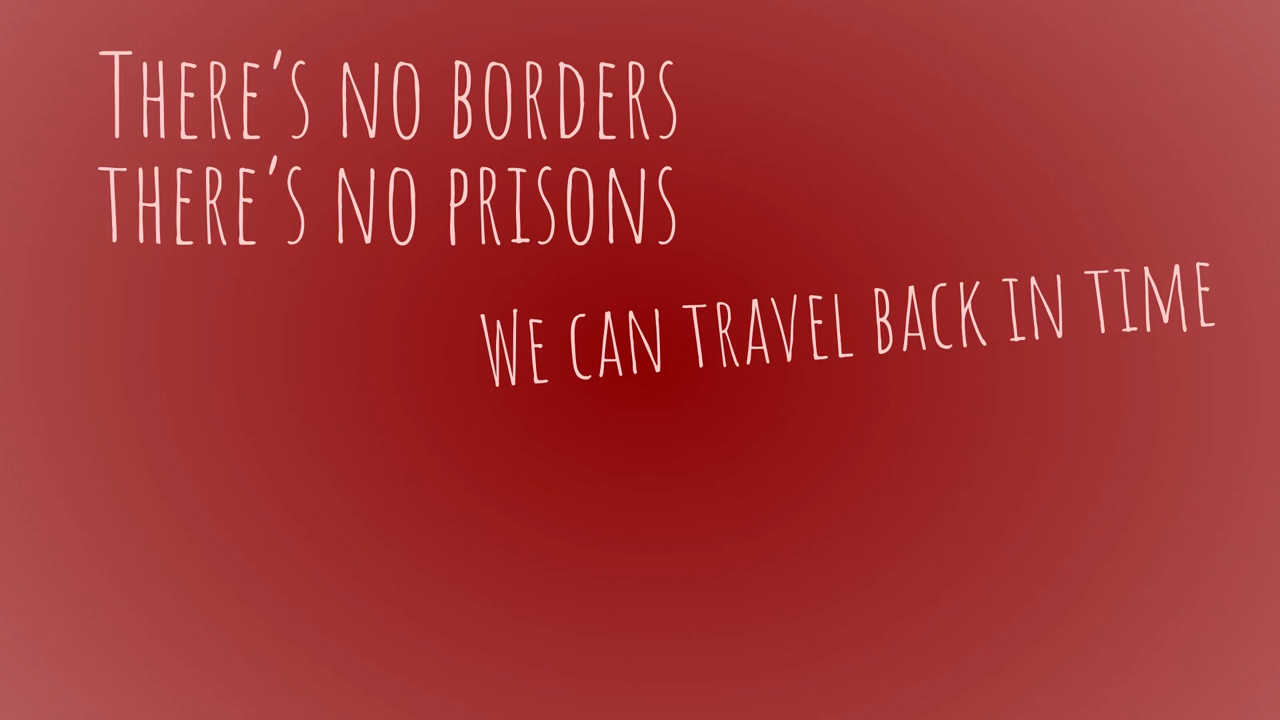 There's no borders
there's no prisons
we can travel back in time